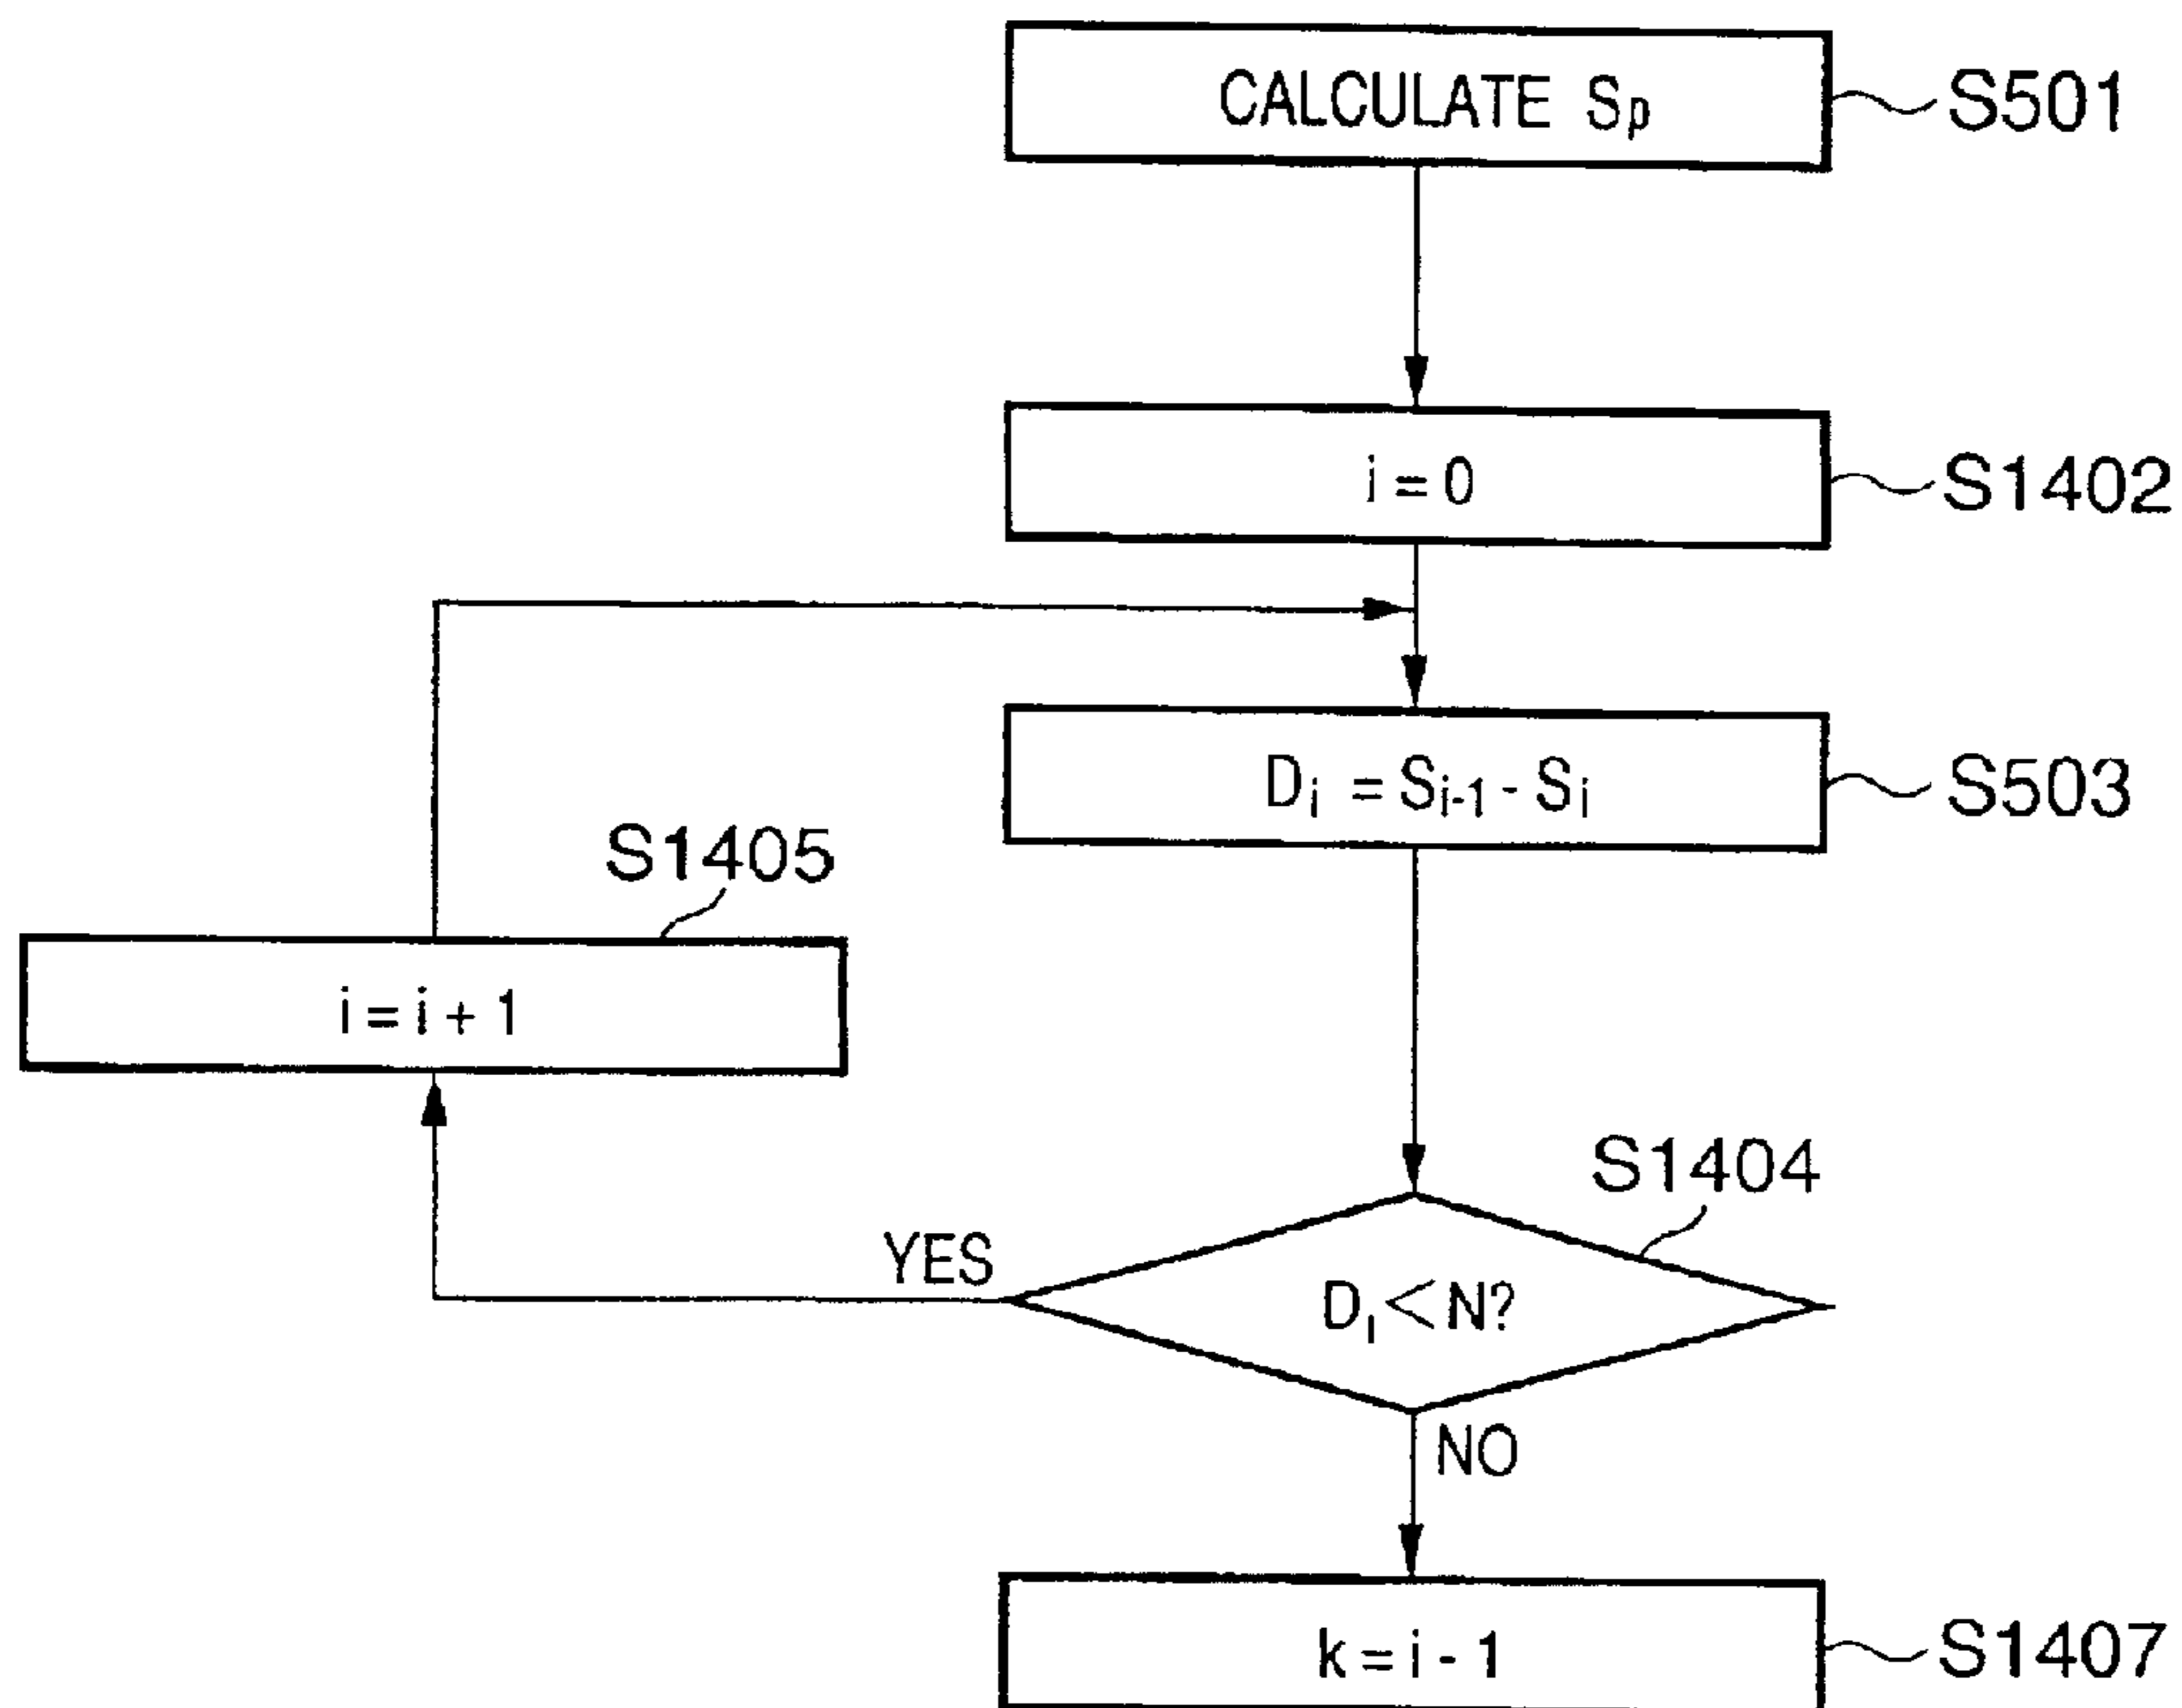 CALCULATE Sp
S501
i = 0
S1402
Di = Si-1 - Si
S503
S1405
i = i + 1
S1404
YES
Di < N?
NO
k = i - 1
S1407